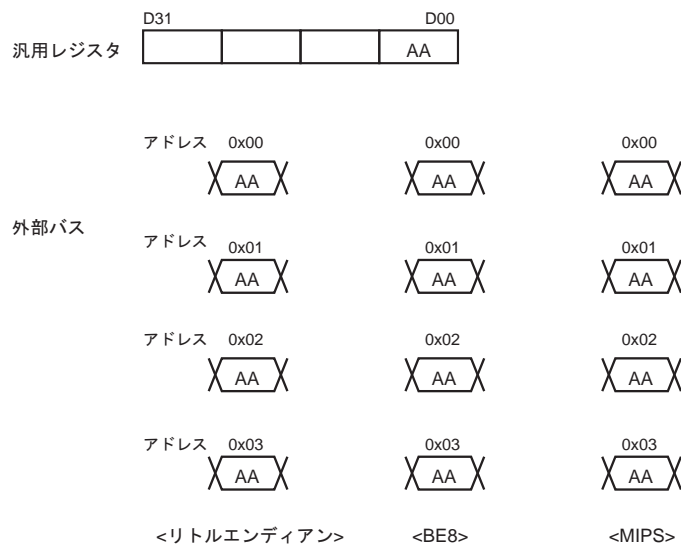 D31 D00
汎用レジスタ AA
アドレス 0x00 0x00 0x00
AA AA AA
外部バス
アドレス 0x01 0x01 0x01
AA AA AA
アドレス 0x02 0x02 0x02
AA AA AA
アドレス 0x03 0x03 0x03
AA AA AA
<リトルエンディアン> <BE8> <MIPS>